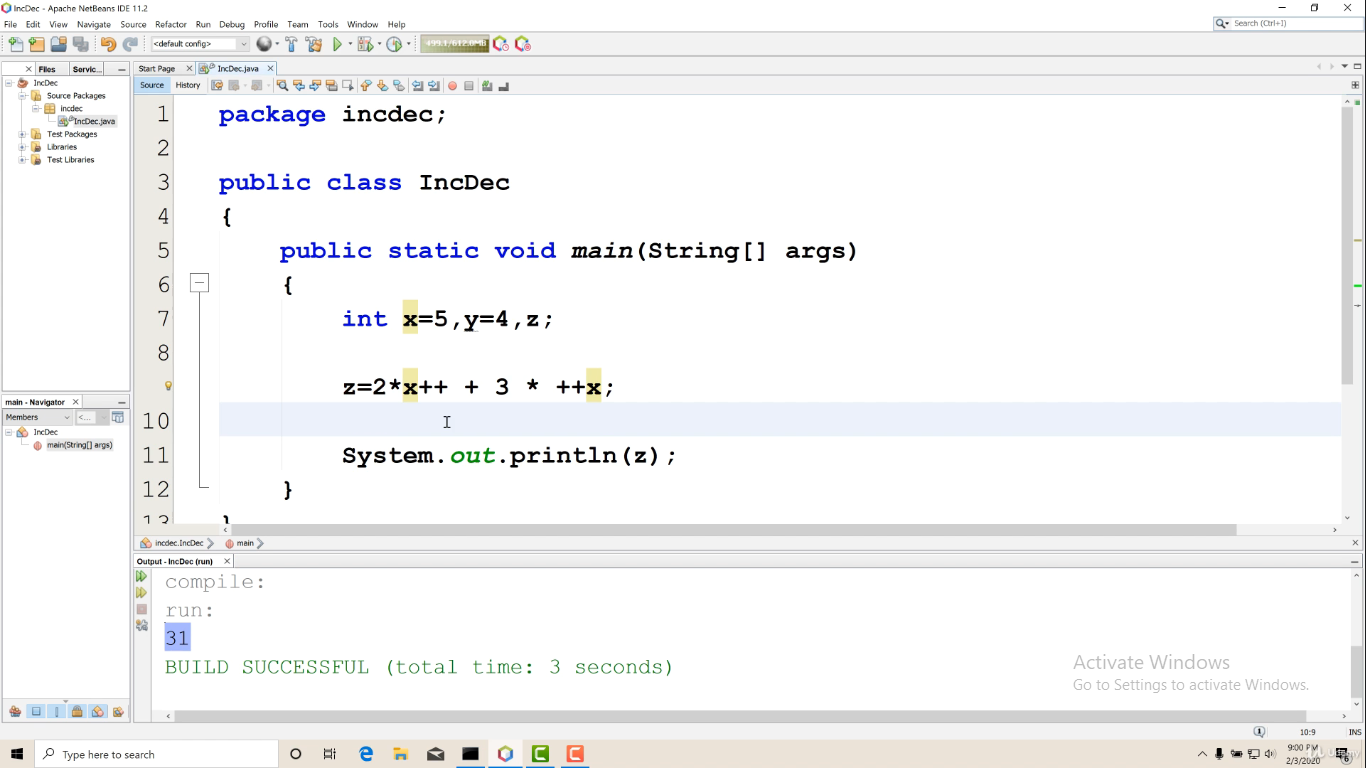 IncDec - Apache NetBeans IDE 11.2
File Edit View Navigate Source Refactor Run Debug Profile Team Tools Window Help
Search (Ctrl+I)
<default config>
499.1/612.0MB
Files Servic...
Start Page IncDec.java
Source History
IncDec
Source Packages
incdec
IncDec.java
Test Packages
Libraries
Test Libraries
1 package incdec;
2
3 public class IncDec
4 {
5 public static void main(String[] args)
6 {
7 int x=5,y=4,z;
8
z=2*x++ + 3 * ++x;
10
11 System.out.println(z);
12 }
13 }
main - Navigator
Members <...
IncDec
main(String[] args)
incdec.IncDec main
Output - IncDec (run)
compile:
run:
31
BUILD SUCCESSFUL (total time: 3 seconds)
Activate Windows
Go to Settings to activate Windows.
10:9 INS
Type here to search
9:00 PM
2/3/2020
6